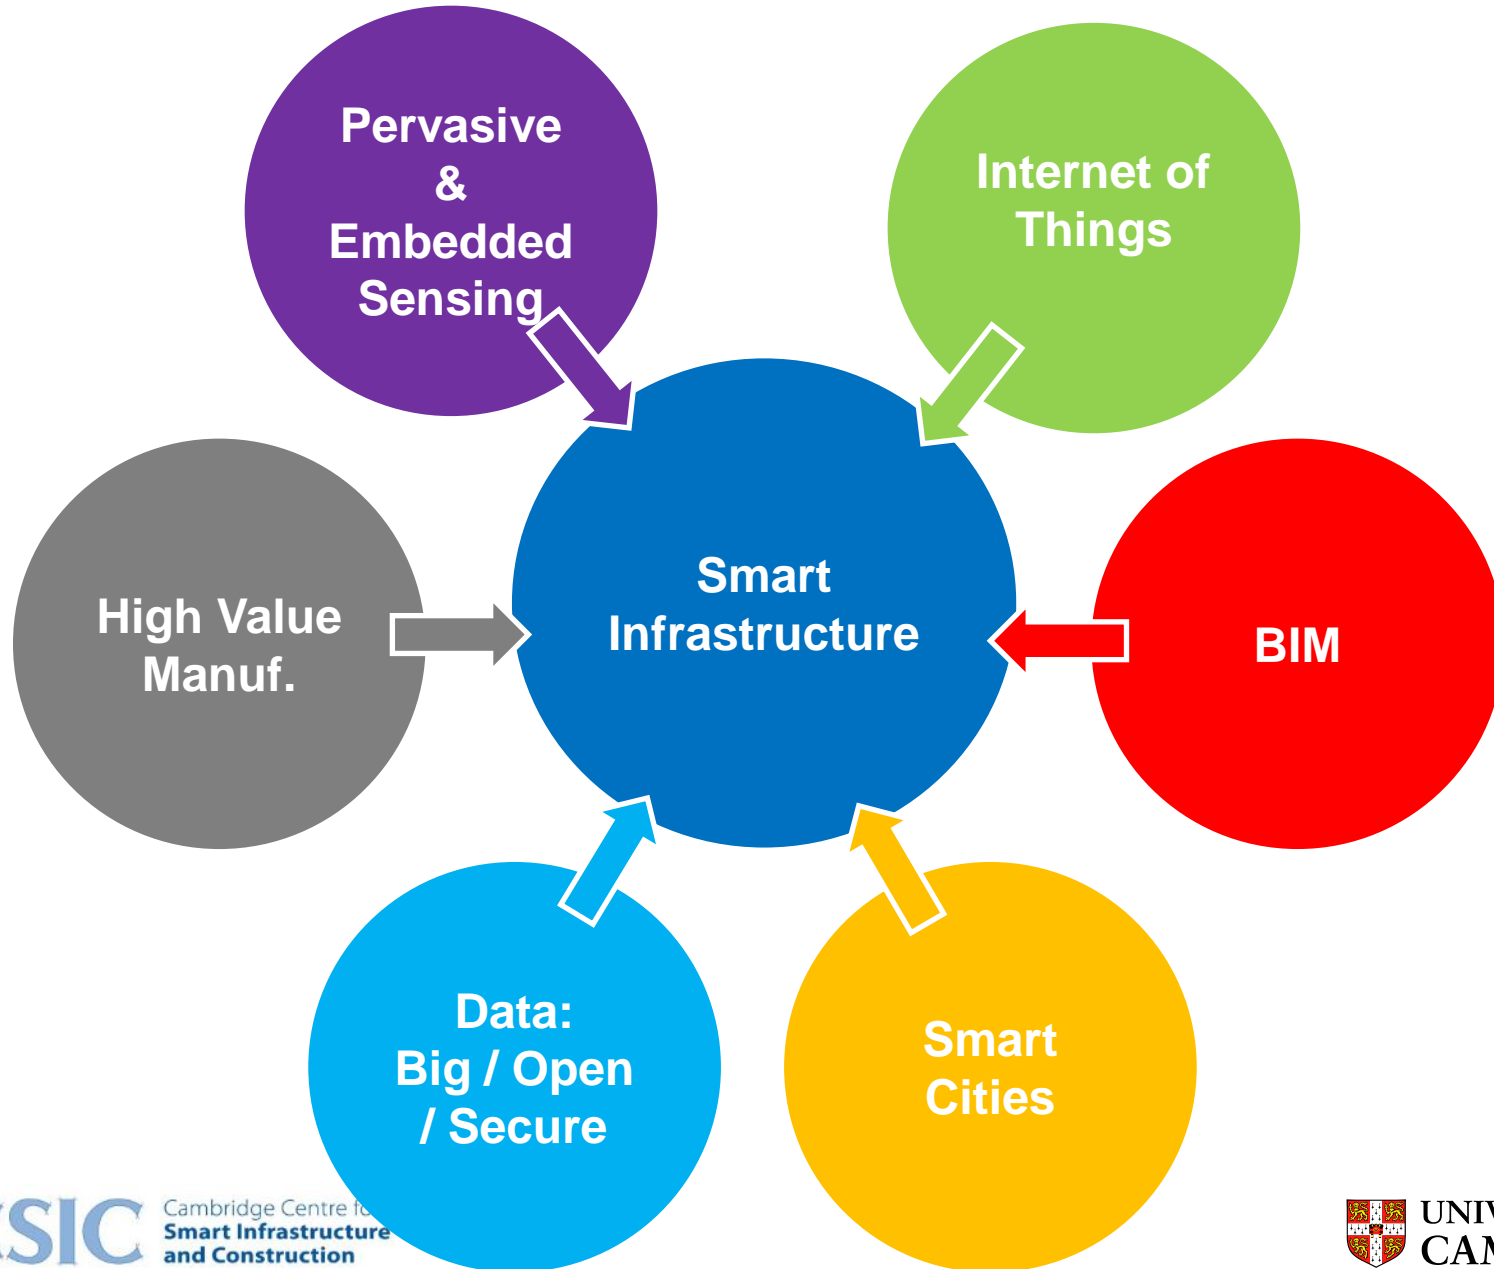 Pervasive
&
Embedded
Sensing
Internet of
Things
Smart
Infrastructure
High Value
Manuf.
BIM
Data:
Big / Open
/ Secure
Smart
Cities
CSIC
Cambridge Centre
Smart Infrastructure
and Construction